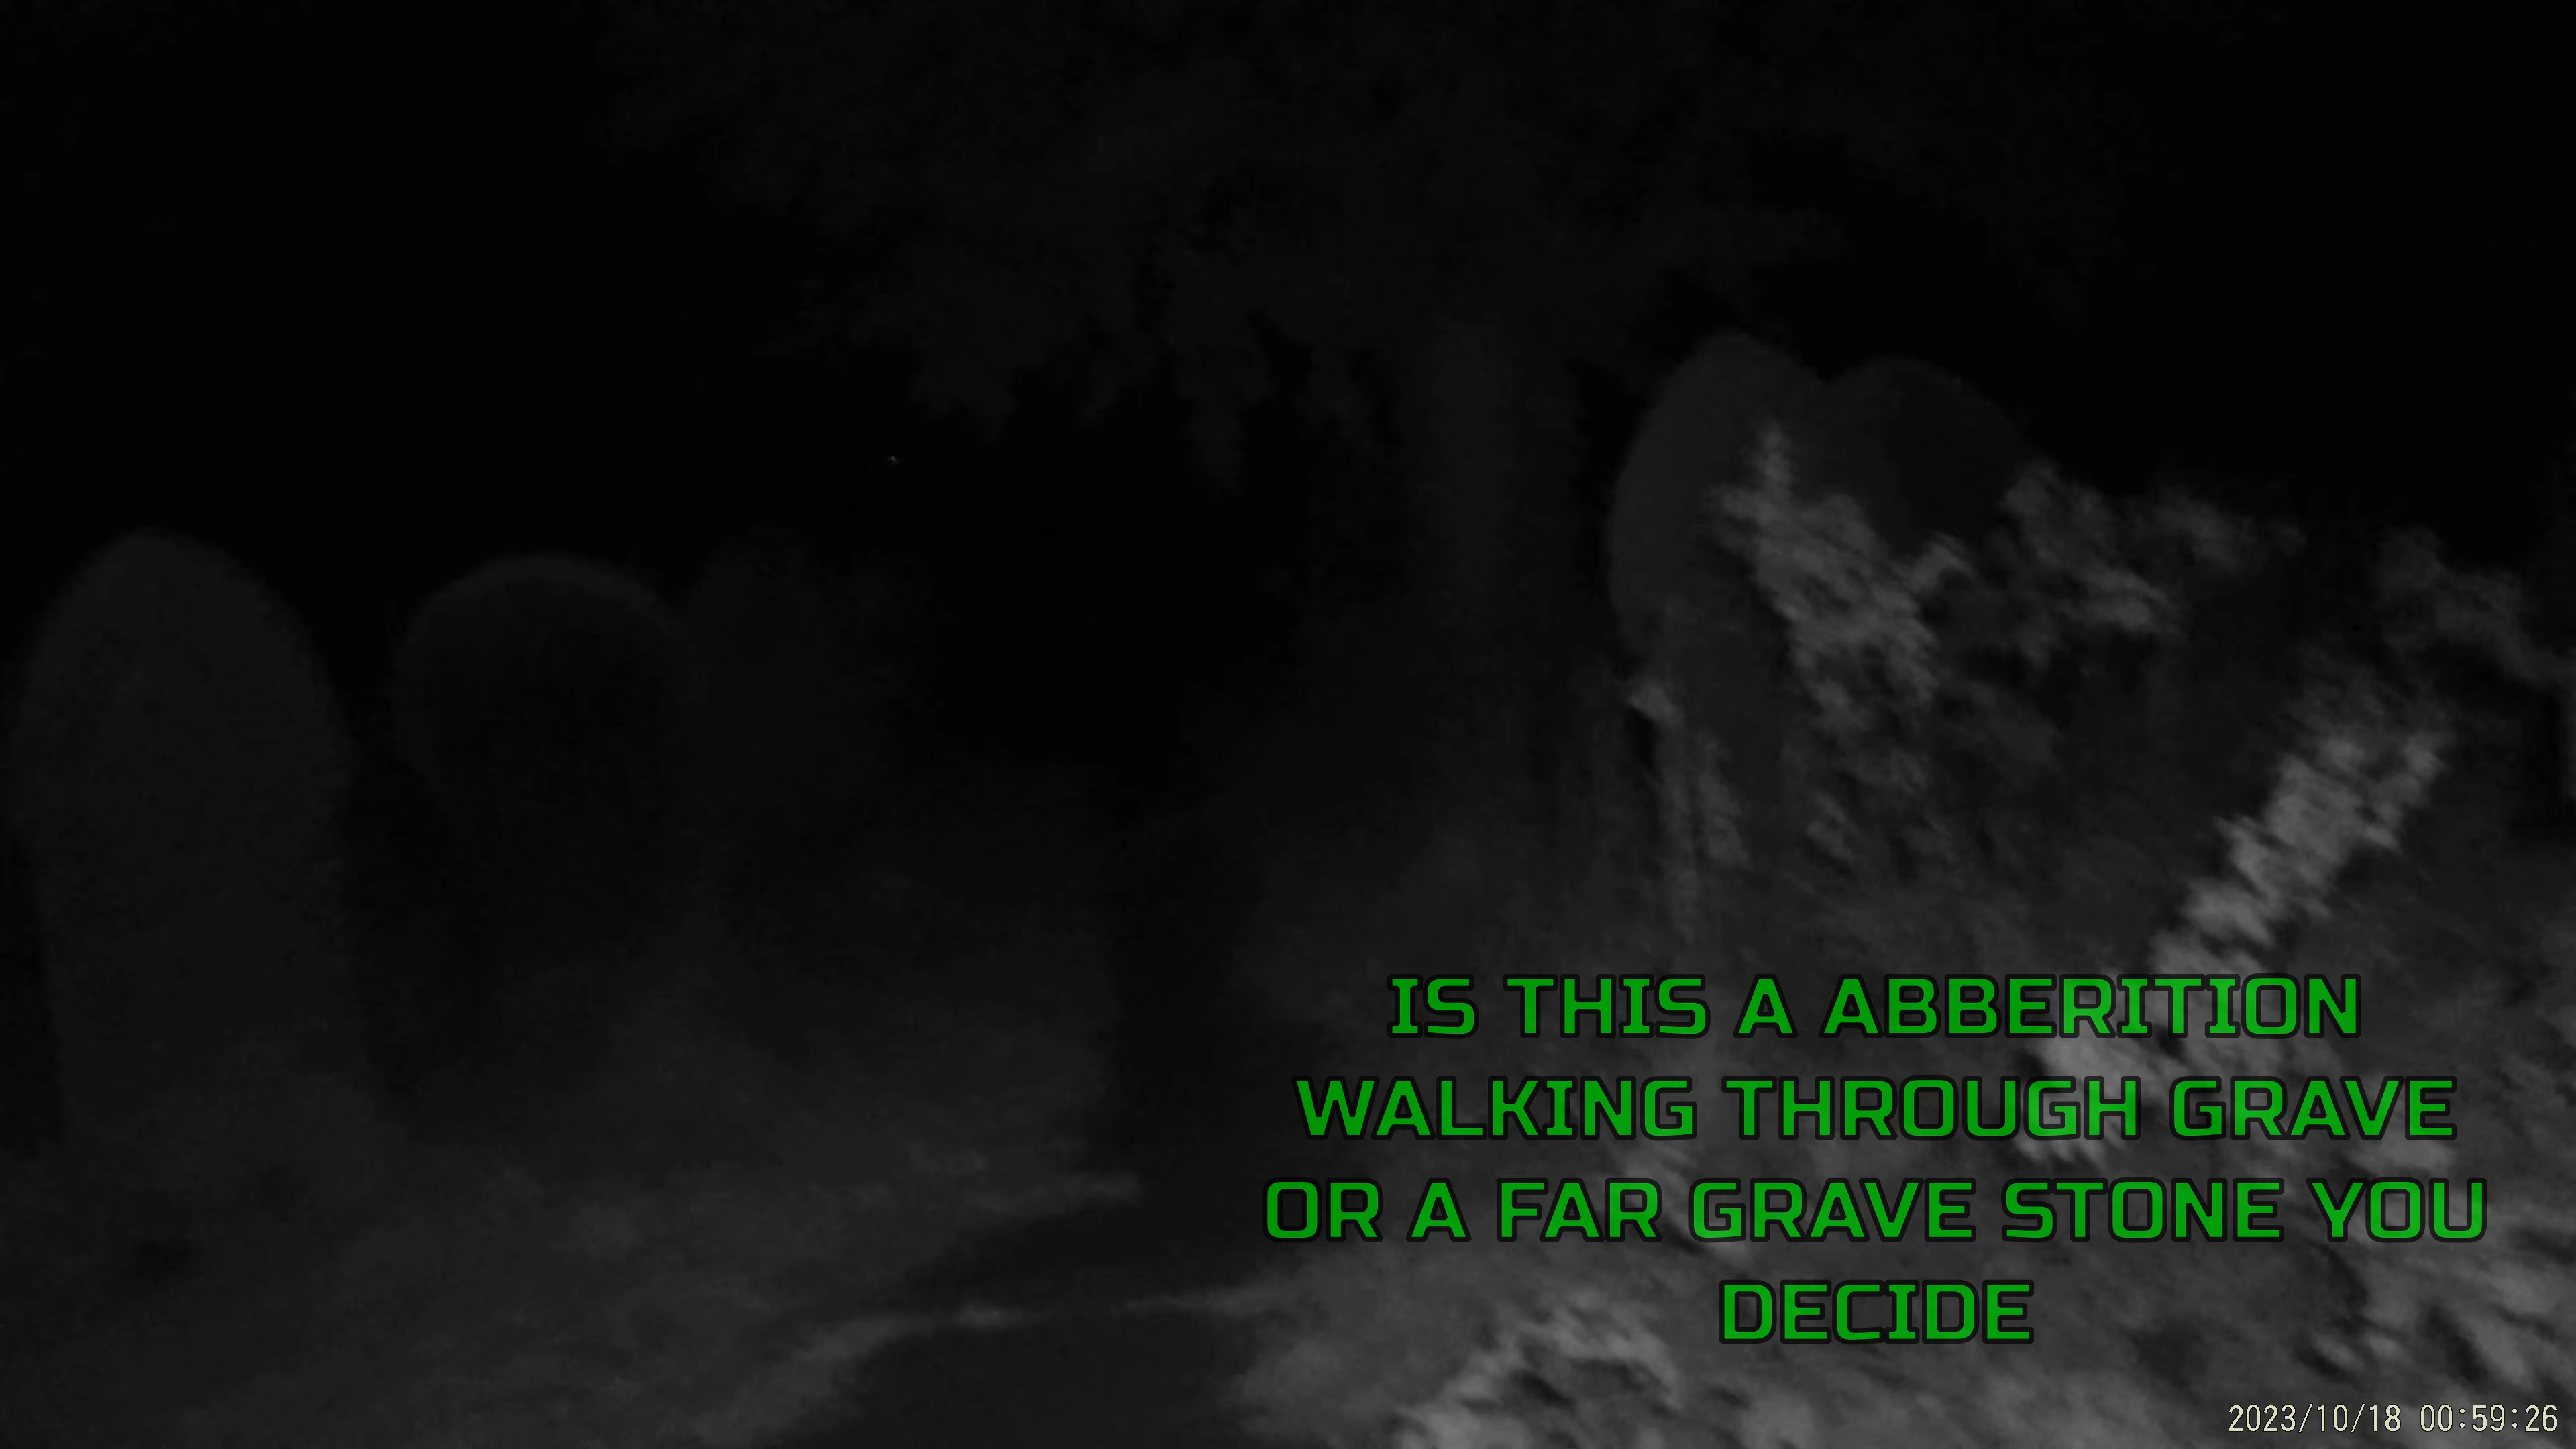 IS THIS A ABBERITION
WALKING THROUGH GRAVE
OR A FAR GRAVE STONE YOU
DECIDE
2023/10/18 00:59:26